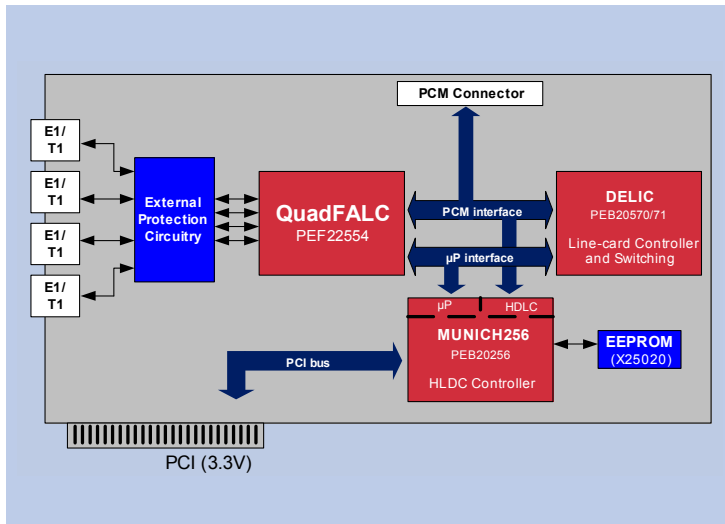 PCM Connector
E1/
T1
E1/
T1
E1/
T1
E1/
T1
External
Protection
Circuitry
QuadFALC
PEF22554
PCM interface
µP interface
DELIC
PEB20570/71
Line-card Controller
and Switching
µP
HDLC
MUNICH256
PEB20256
HLDC Controller
EEPROM
(X25020)
PCI bus
PCI (3.3V)